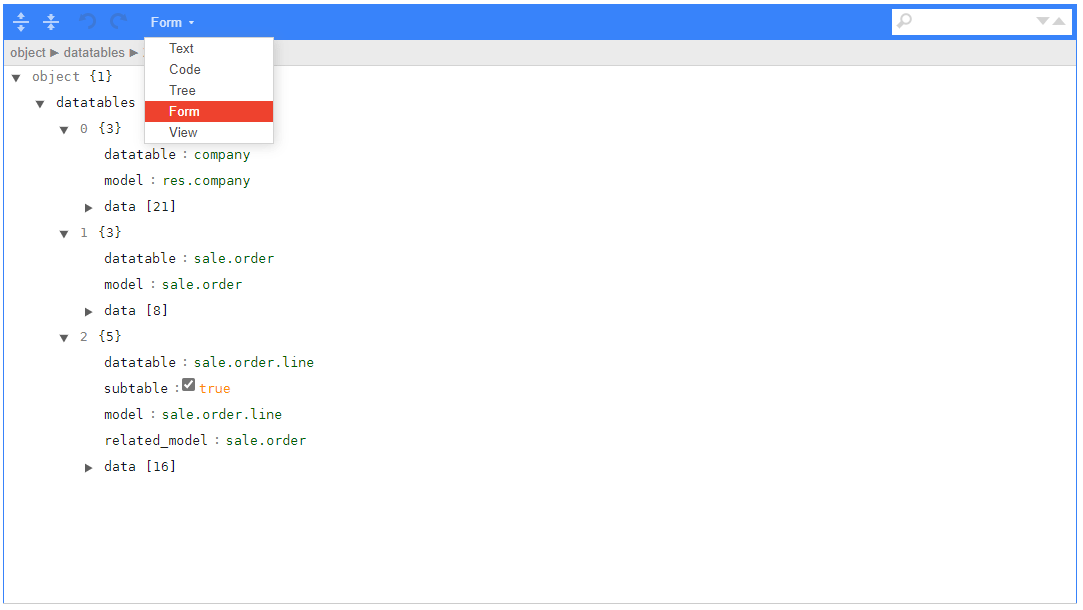 Form
object ► datatables ►
Text
Code
Tree
Form
View
object {1}
datatables
0 {3}
datatable : company
model : res.company
data [21]
1 {3}
datatable : sale.order
model : sale.order
data [8]
2 {5}
datatable : sale.order.line
subtable : true
model : sale.order.line
related_model : sale.order
data [16]